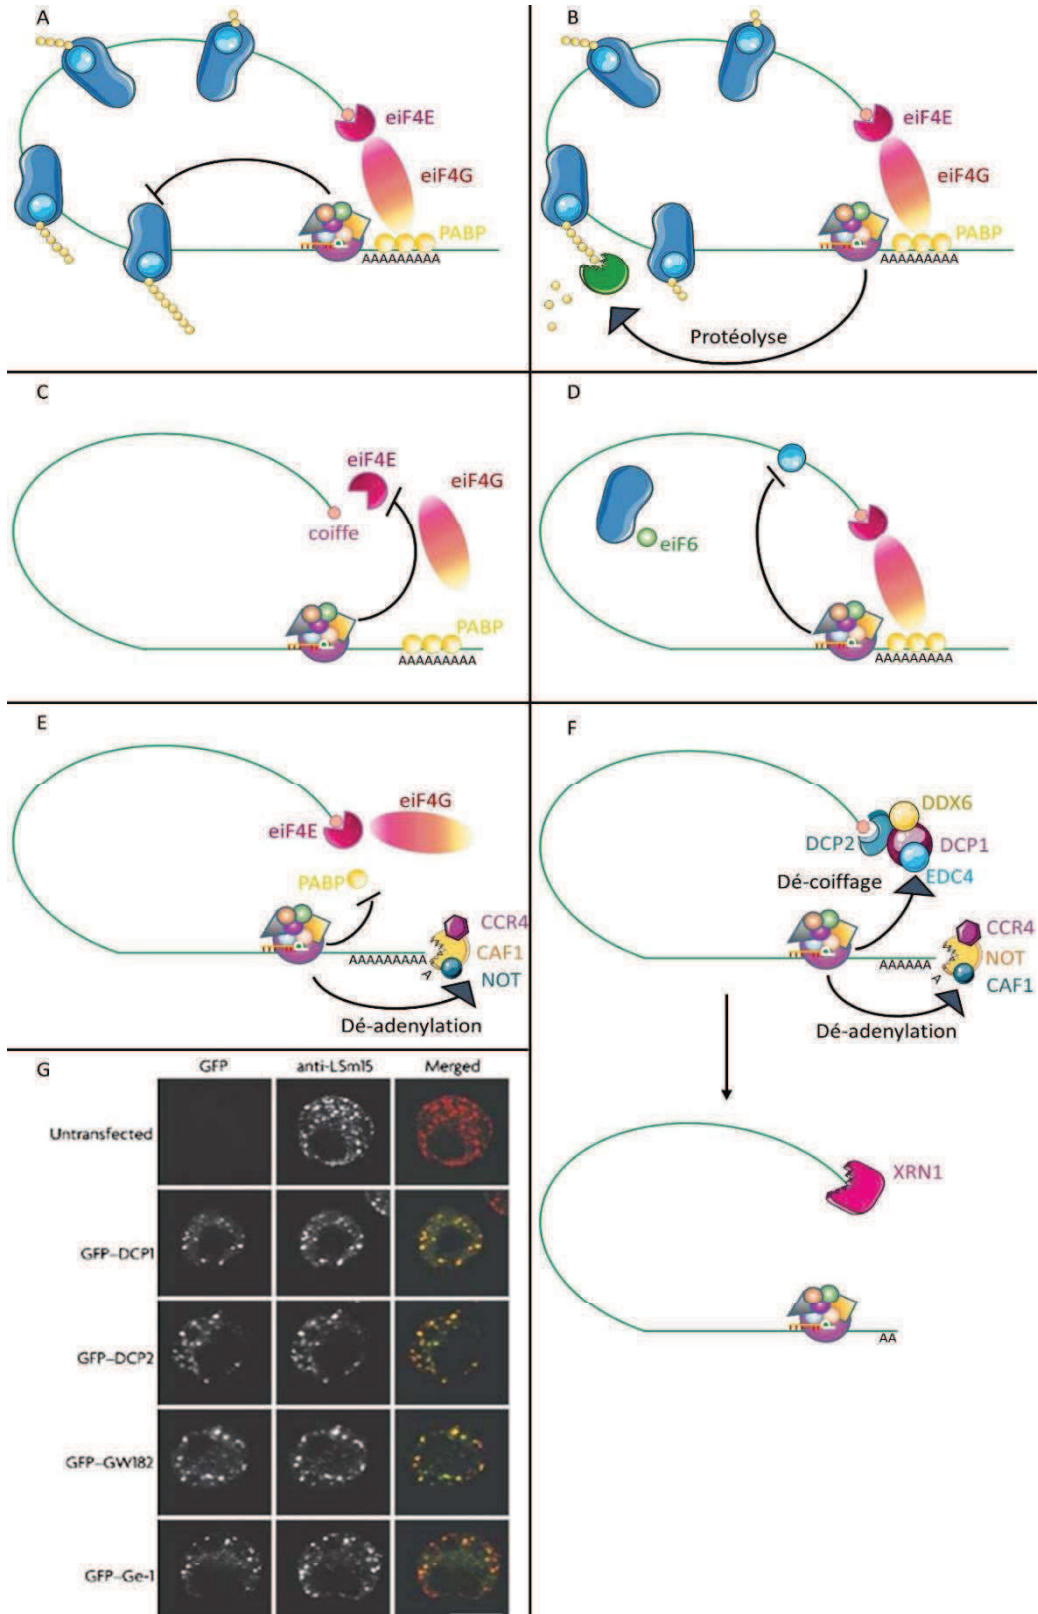 A
eiF4E
eiF4G
PABP
AAAAAAAAA
B
eiF4E
eiF4G
PABP
AAAAAAAAA
Protéolyse
C
eiF4E
eiF4G
coiffe
PABP
AAAAAAAAA
D
eiF6
AAAAAAAAA
E
eiF4G
eiF4E
PABP
CCR4
CAF1
NOT
AAAAAAAAA
A
Dé-adenylation
F
DDX6
DCP2
DCP1
EDC4
Dé-coiffage
CCR4
NOT
CAF1
AAAAAA
A
Dé-adenylation
XRN1
AA
G
GFP anti-LSm15 Merged
Untransfected
GFP–DCP1
GFP–DCP2
GFP–GW182
GFP–Ge-1